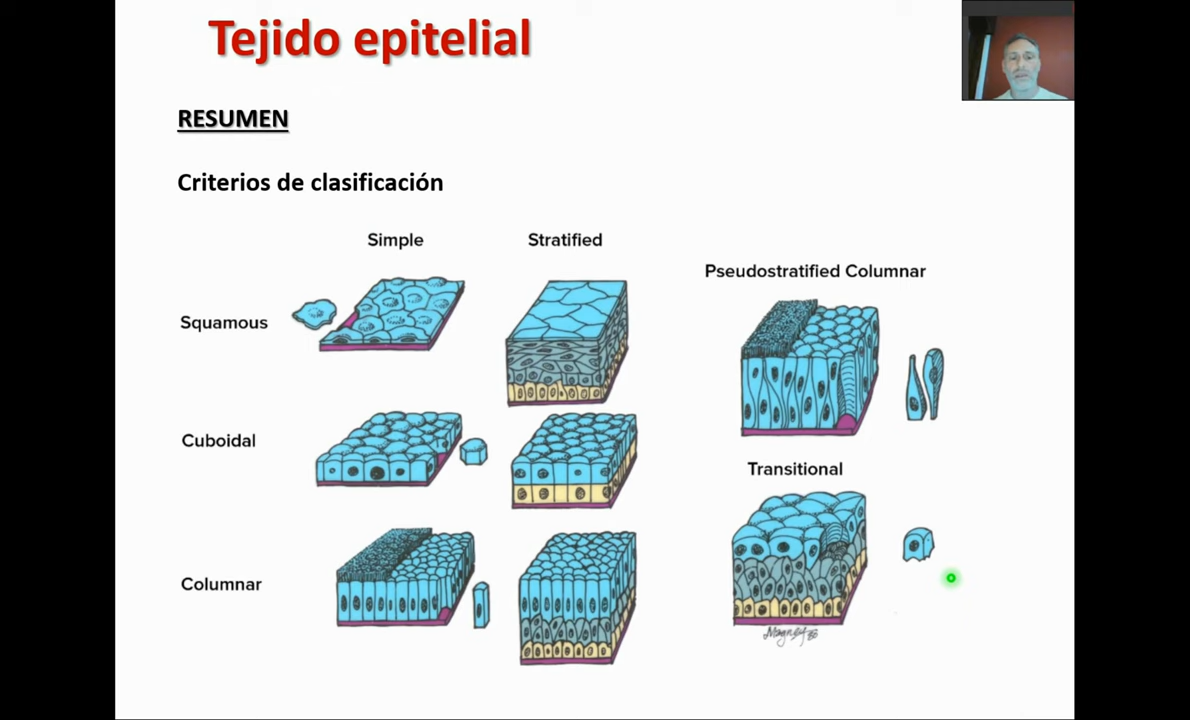 Tejido epitelial
RESUMEN
Criterios de clasificación
Simple
Stratified
Pseudostratified Columnar
Squamous
Cuboidal
Transitional
Columnar